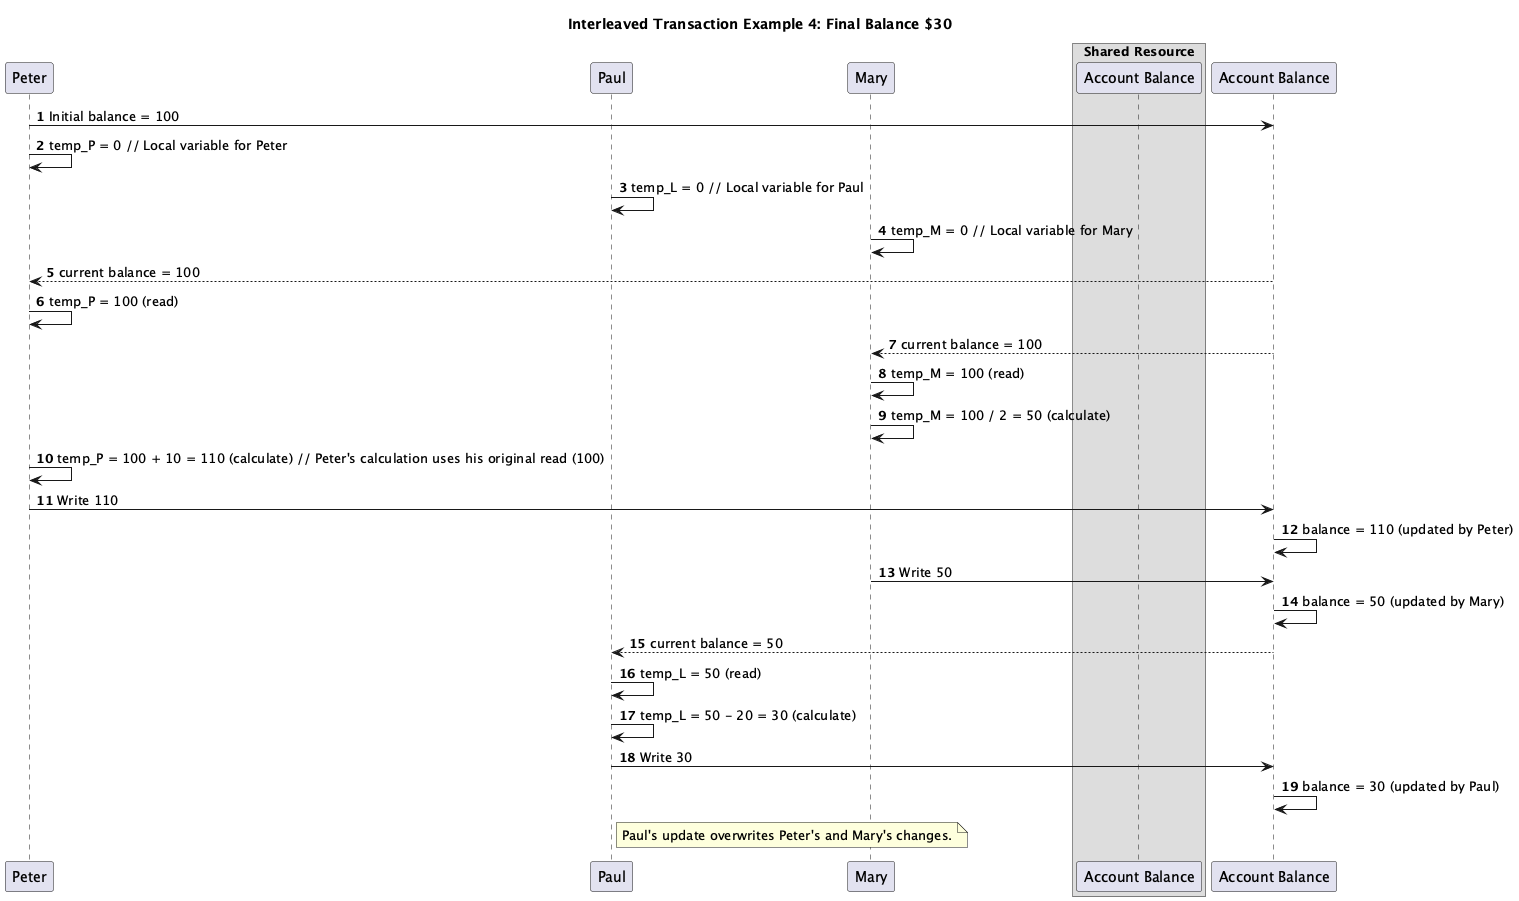 Interleaved Transaction Example 4: Final Balance $30
Shared Resource
Peter
Paul
Mary
Account Balance
Account Balance
1 Initial balance = 100
2 temp_P = 0 // Local variable for Peter
3 temp_L = 0 // Local variable for Paul
4 temp_M = 0 // Local variable for Mary
5 current balance = 100
6 temp_P = 100 (read)
7 current balance = 100
8 temp_M = 100 (read)
9 temp_M = 100 / 2 = 50 (calculate)
10 temp_P = 100 + 10 = 110 (calculate) // Peter's calculation uses his original read (100)
11 Write 110
12 balance = 110 (updated by Peter)
13 Write 50
14 balance = 50 (updated by Mary)
15 current balance = 50
16 temp_L = 50 (read)
17 temp_L = 50 - 20 = 30 (calculate)
18 Write 30
19 balance = 30 (updated by Paul)
Paul's update overwrites Peter's and Mary's changes.
Peter
Paul
Mary
Account Balance
Account Balance